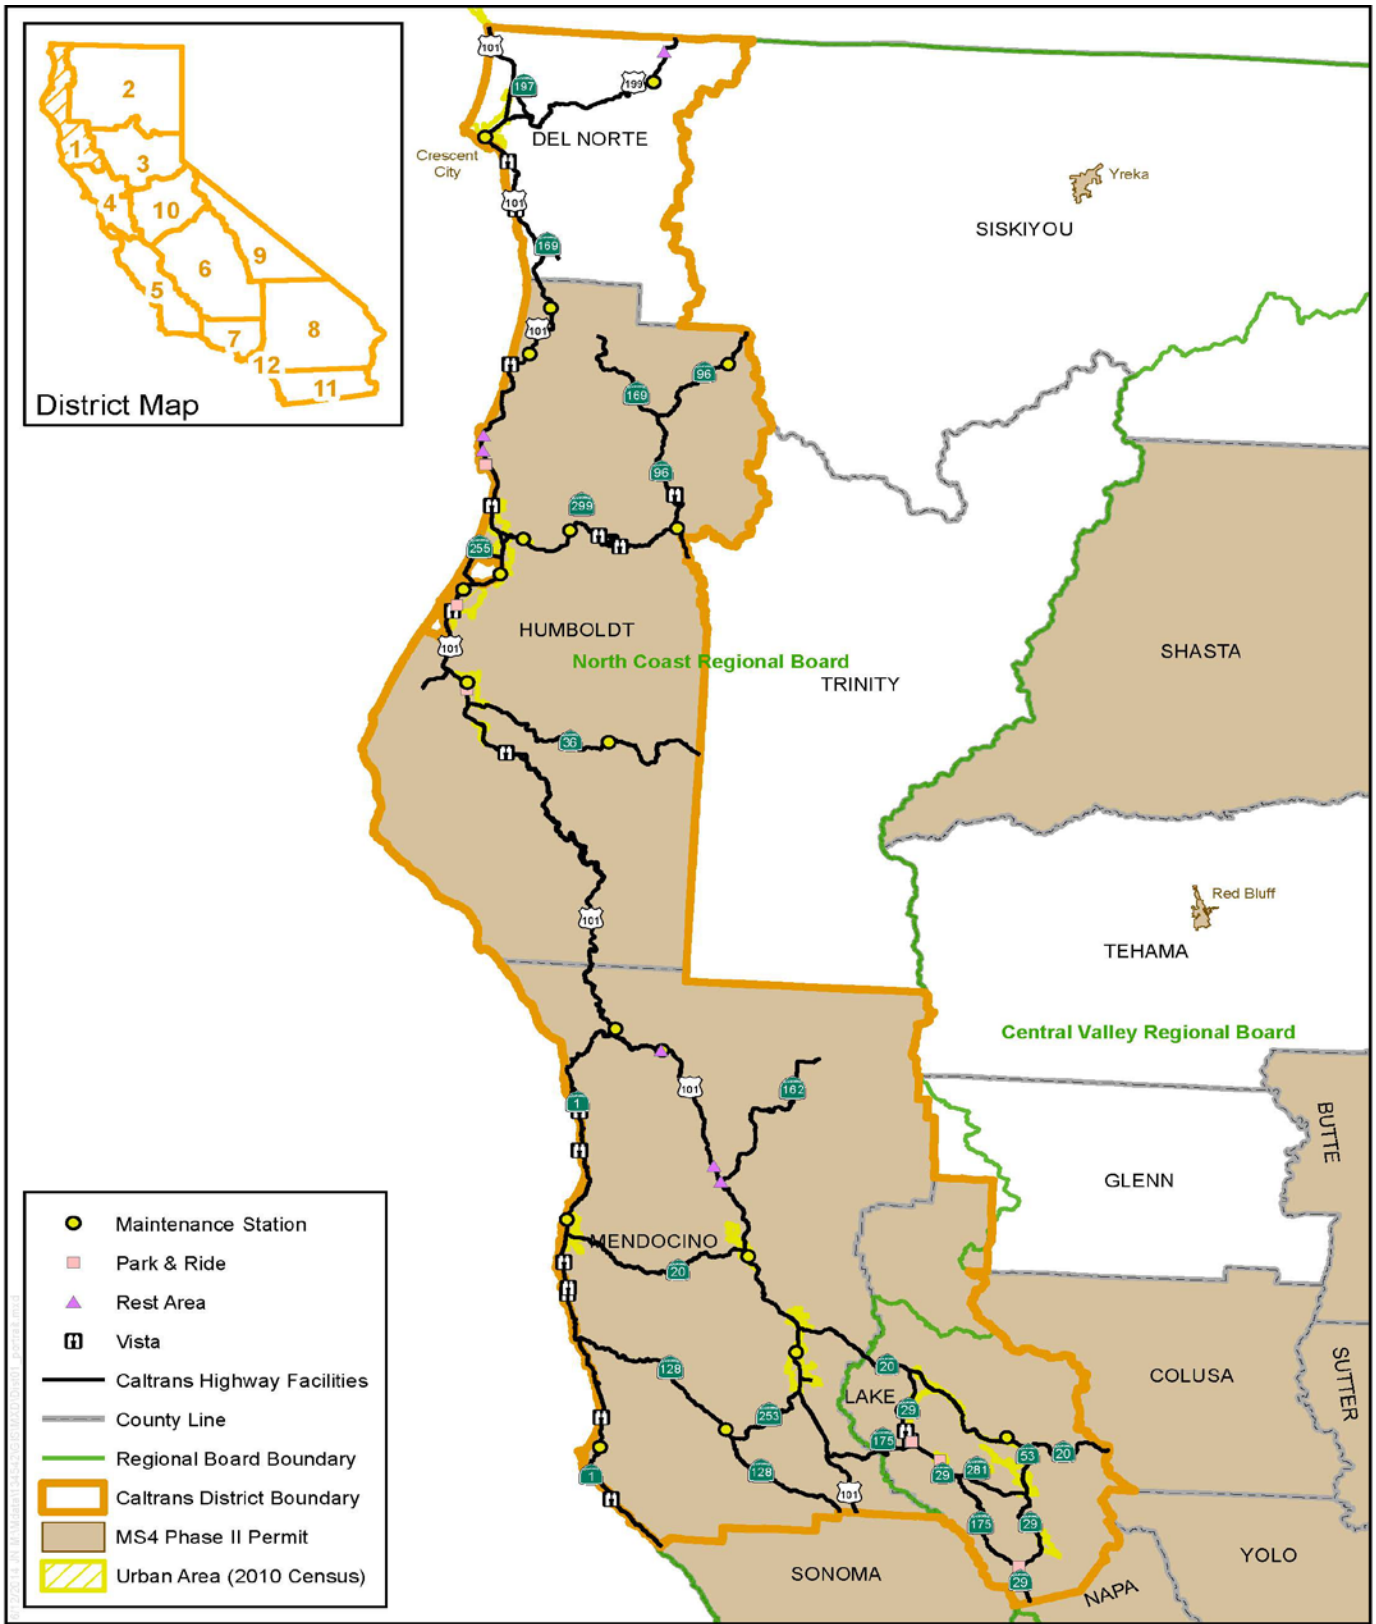 101
197
199
2
DEL NORTE
1
3
Crescent
City
Yreka
4
10
101
SISKIYOU
169
9
6
5
8
7
101
12
11
96
169
District Map
96
299
255
HUMBOLDT
101
SHASTA
North Coast Regional Board
TRINITY
36
Red Bluff
101
TEHAMA
Central Valley Regional Board
101
162
1
BUTTE
GLENN
Maintenance Station
MENDOCINO
Park & Ride
20
Rest Area
Vista
128
20
COLUSA
SUTTER
Caltrans Highway Facilities
LAKE
29
County Line
253
175
53
20
Regional Board Boundary
128
29
281
1
101
Caltrans District Boundary
175
29
MS4 Phase II Permit
YOLO
SONOMA
Urban Area (2010 Census)
29
NAPA